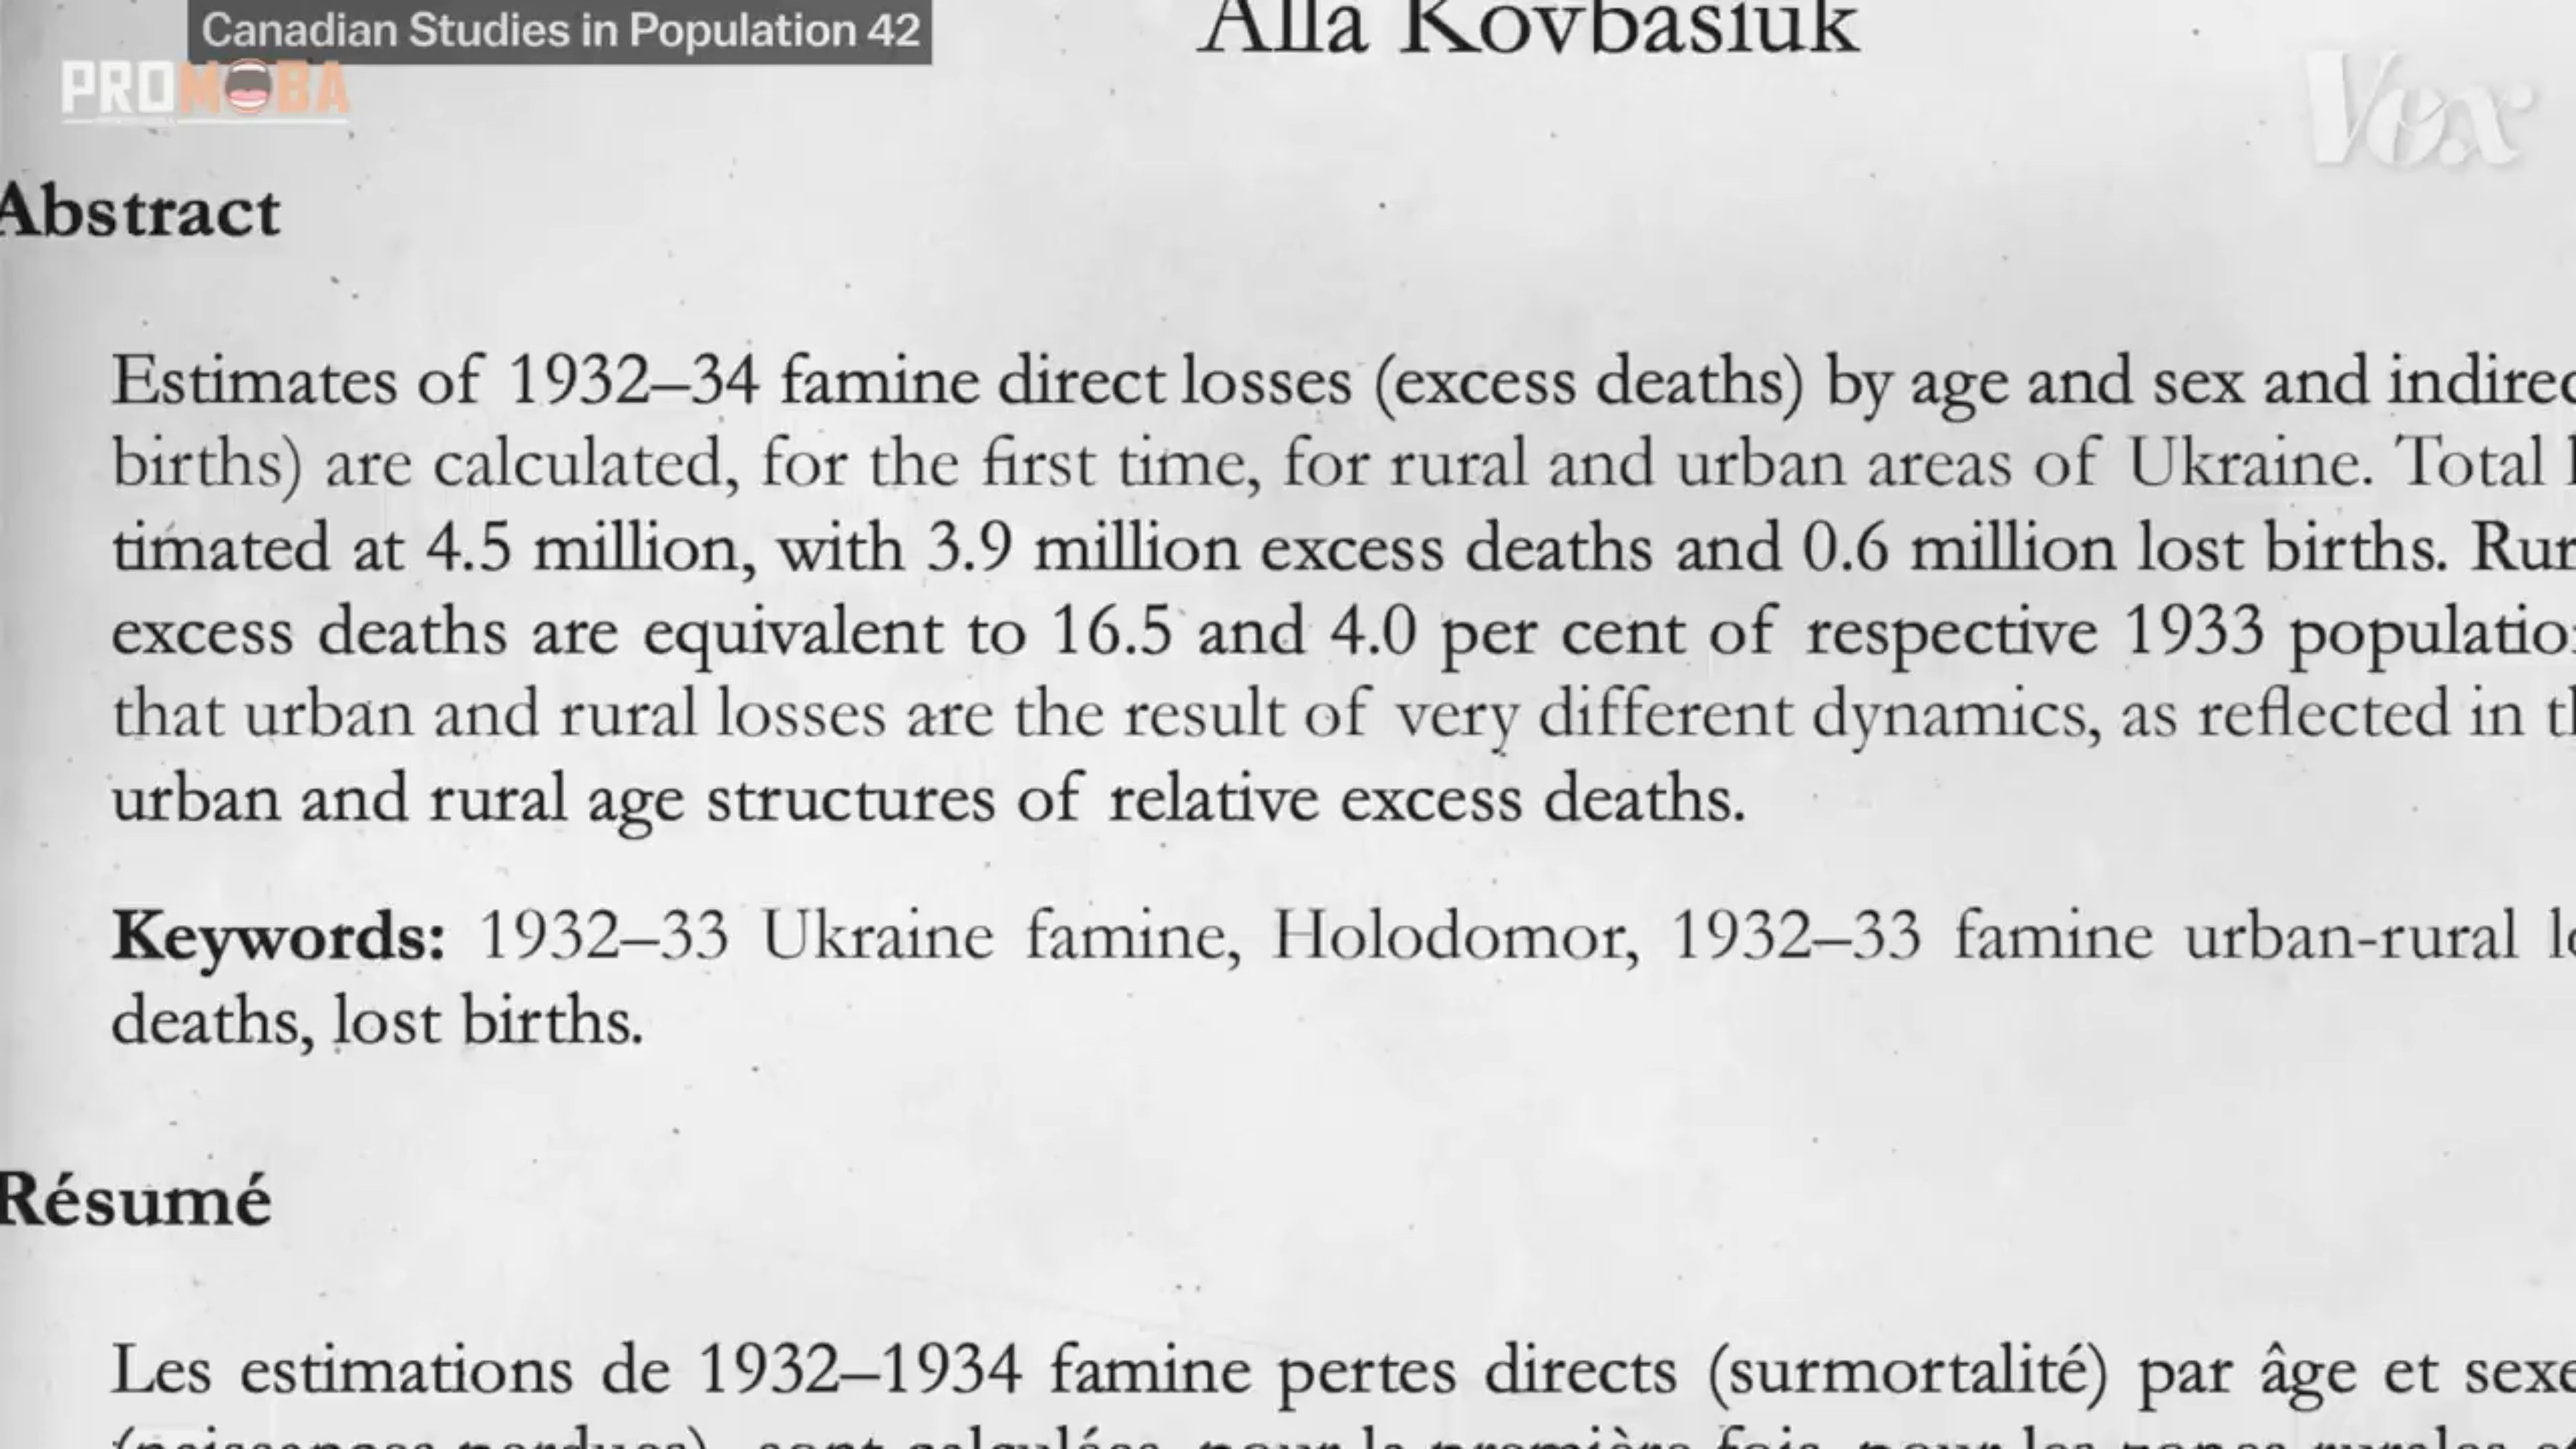 Canadian Studies in Population 42
Alla Kovbasiuk
PROMOBA
Vox
Abstract
Estimates of 1932–34 famine direct losses (excess deaths) by age and sex and
births) are calculated, for the first time, for rural and urban areas of Ukraine. Total
timated at 4.5 million, with 3.9 million excess deaths and 0.6 million lost births.
excess deaths are equivalent to 16.5 and 4.0 per cent of respective 1933
that urban and rural losses are the result of very different dynamics, as reflected in
urban and rural age structures of relative excess deaths.
Keywords: 1932–33 Ukraine famine, Holodomor, 1932–33 famine urban-rural
deaths, lost births.
Résumé
Les estimations de 1932–1934 famine pertes directs (surmortalité) par âge et sexe